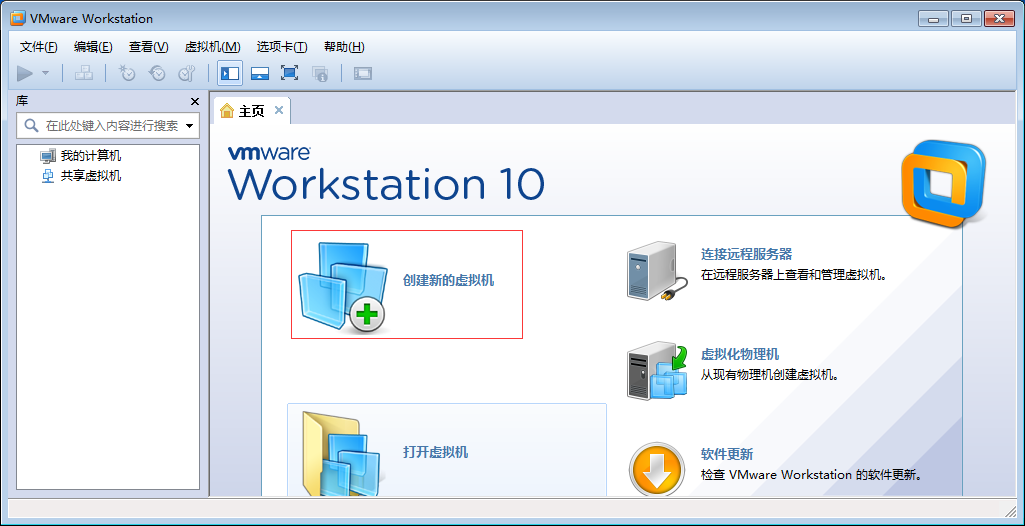 VMware Workstation
文件(F) 编辑(E) 查看(V) 虚拟机(M) 选项卡(T) 帮助(H)
库
在此处键入内容进行搜索
我的计算机
共享虚拟机
主页
vmware
Workstation 10
创建新的虚拟机
打开虚拟机
连接远程服务器
在远程服务器上查看和管理虚拟机。
虚拟化物理机
从现有物理机创建虚拟机。
软件更新
检查 VMware Workstation 的软件更新。